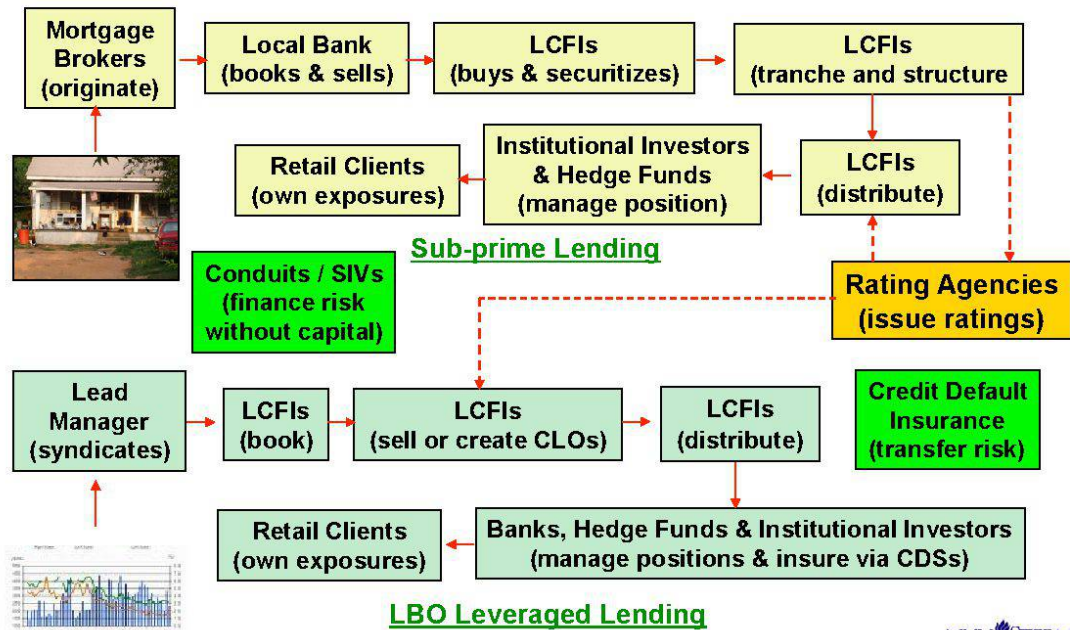 Mortgage
Brokers
(originate)
Local Bank
(books & sells)
LCFIs
(buys & securitizes)
LCFIs
(tranche and structure
Retail Clients
(own exposures)
Institutional Investors
& Hedge Funds
(manage position)
LCFIs
(distribute)
Sub-prime Lending
Conduits / SIVs
(finance risk
without capital)
Rating Agencies
(issue ratings)
Lead
Manager
(syndicates)
LCFIs
(book)
LCFIs
(sell or create CLOs)
LCFIs
(distribute)
Credit Default
Insurance
(transfer risk)
Retail Clients
(own exposures)
Banks, Hedge Funds & Institutional Investors
(manage positions & insure via CDSs)
LBO Leveraged Lending